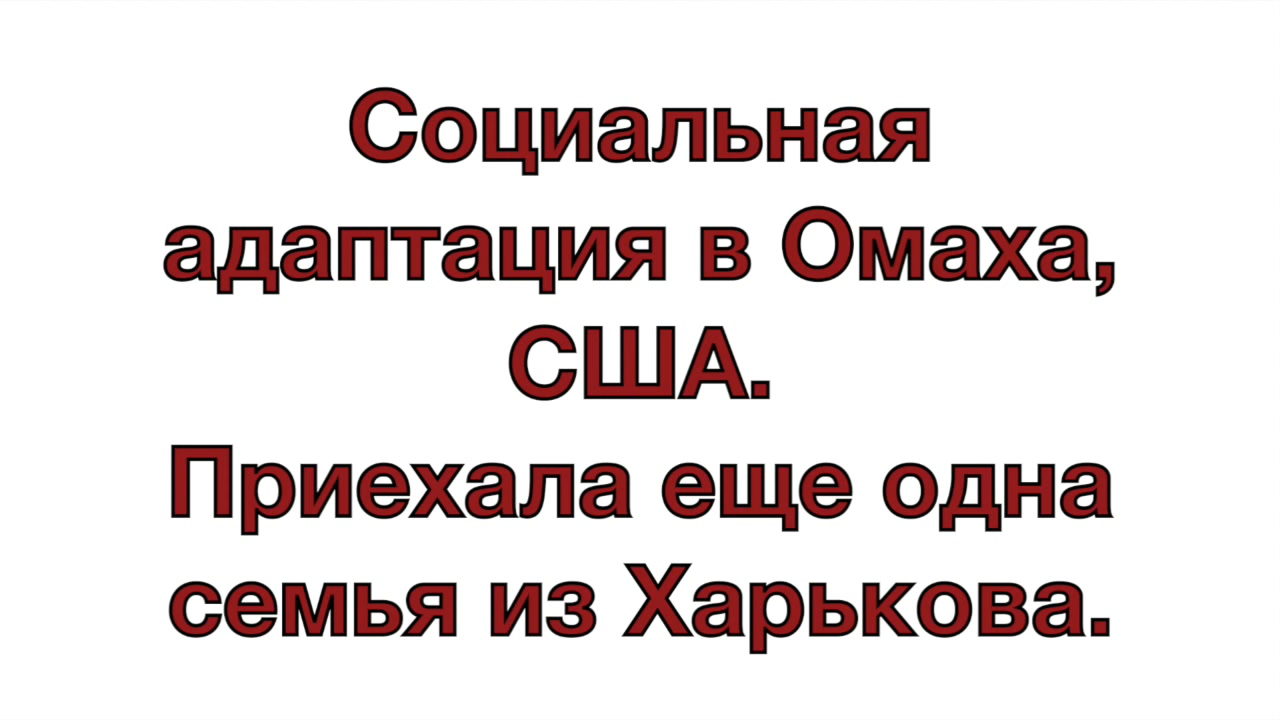 Социальная
адаптация в Омаха,
США.
Приехала еще одна
семья из Харькова.